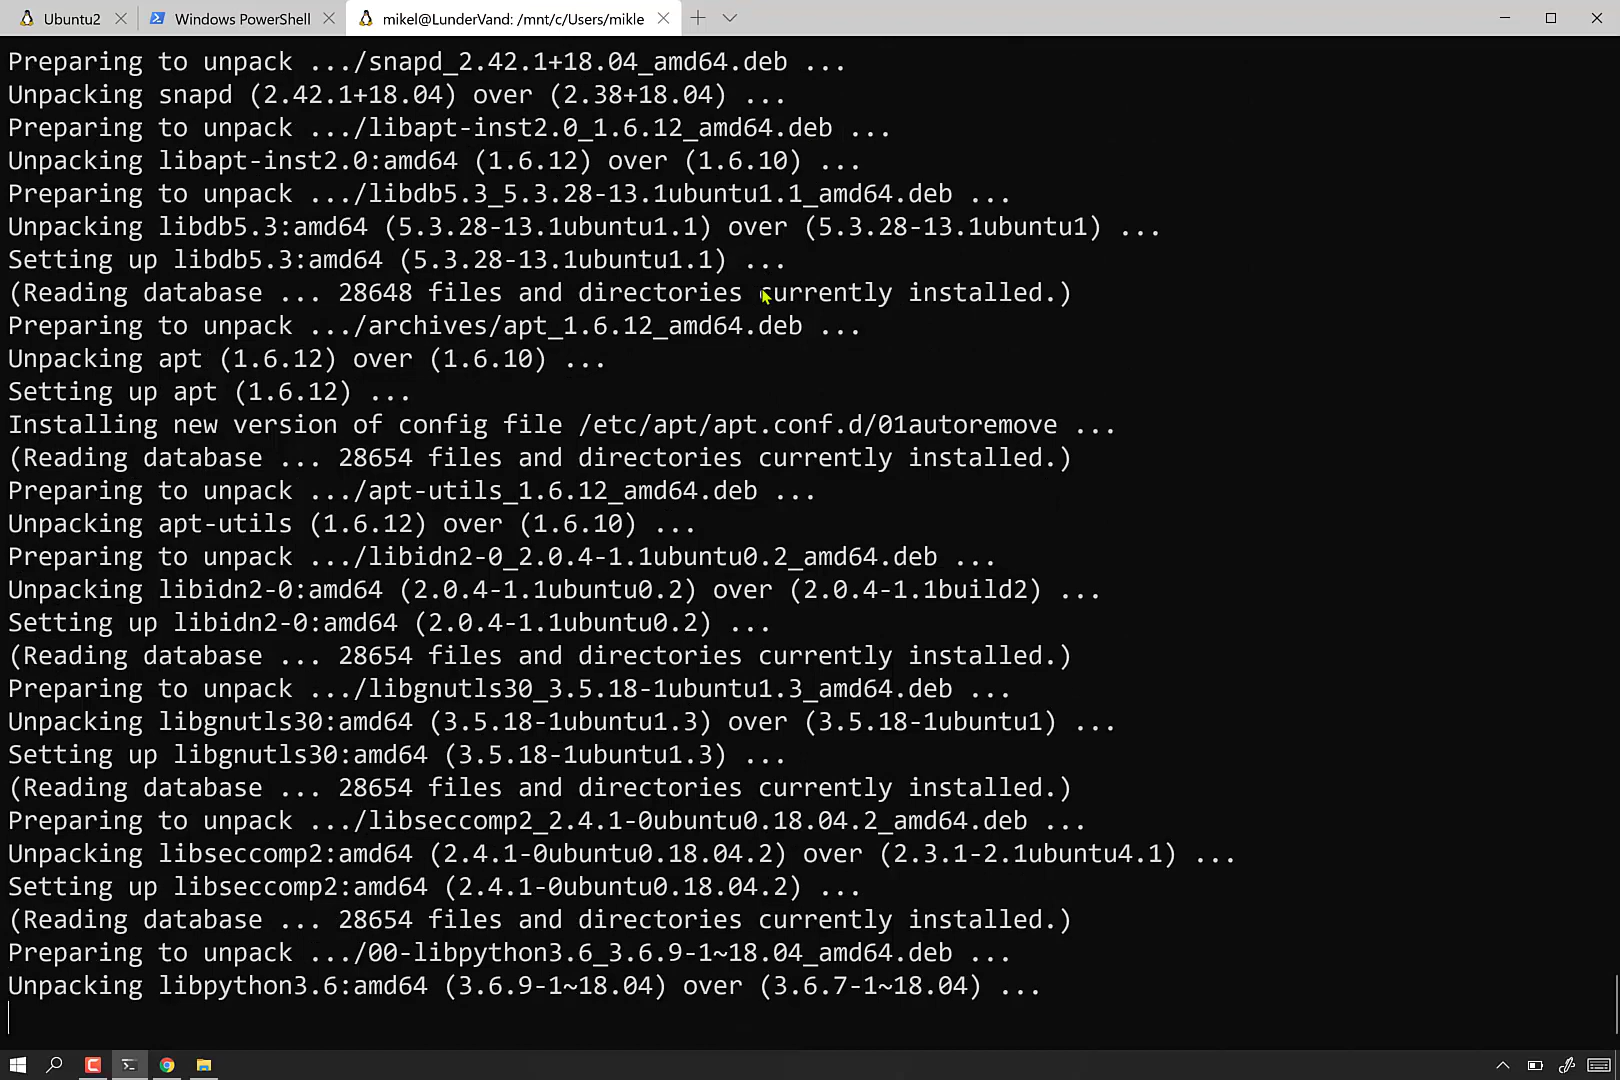 Ubuntu2
Windows PowerShell
mikel@LunderVand: /mnt/c/Users/mikle
Preparing to unpack .../snapd_2.42.1+18.04_amd64.deb ...
Unpacking snapd (2.42.1+18.04) over (2.38+18.04) ...
Preparing to unpack .../libapt-inst2.0_1.6.12_amd64.deb ...
Unpacking libapt-inst2.0:amd64 (1.6.12) over (1.6.10) ...
Preparing to unpack .../libdb5.3_5.3.28-13.1ubuntu1.1_amd64.deb ...
Unpacking libdb5.3:amd64 (5.3.28-13.1ubuntu1.1) over (5.3.28-13.1ubuntu1) ...
Setting up libdb5.3:amd64 (5.3.28-13.1ubuntu1.1) ...
(Reading database ... 28648 files and directories currently installed.)
Preparing to unpack .../archives/apt_1.6.12_amd64.deb ...
Unpacking apt (1.6.12) over (1.6.10) ...
Setting up apt (1.6.12) ...
Installing new version of config file /etc/apt/apt.conf.d/01autoremove ...
(Reading database ... 28654 files and directories currently installed.)
Preparing to unpack .../apt-utils_1.6.12_amd64.deb ...
Unpacking apt-utils (1.6.12) over (1.6.10) ...
Preparing to unpack .../libidn2-0_2.0.4-1.1ubuntu0.2_amd64.deb ...
Unpacking libidn2-0:amd64 (2.0.4-1.1ubuntu0.2) over (2.0.4-1.1build2) ...
Setting up libidn2-0:amd64 (2.0.4-1.1ubuntu0.2) ...
(Reading database ... 28654 files and directories currently installed.)
Preparing to unpack .../libgnutls30_3.5.18-1ubuntu1.3_amd64.deb ...
Unpacking libgnutls30:amd64 (3.5.18-1ubuntu1.3) over (3.5.18-1ubuntu1) ...
Setting up libgnutls30:amd64 (3.5.18-1ubuntu1.3) ...
(Reading database ... 28654 files and directories currently installed.)
Preparing to unpack .../libseccomp2_2.4.1-0ubuntu0.18.04.2_amd64.deb ...
Unpacking libseccomp2:amd64 (2.4.1-0ubuntu0.18.04.2) over (2.3.1-2.1ubuntu4.1) ...
Setting up libseccomp2:amd64 (2.4.1-0ubuntu0.18.04.2) ...
(Reading database ... 28654 files and directories currently installed.)
Preparing to unpack .../00-libpython3.6_3.6.9-1~18.04_amd64.deb ...
Unpacking libpython3.6:amd64 (3.6.9-1~18.04) over (3.6.7-1~18.04) ...